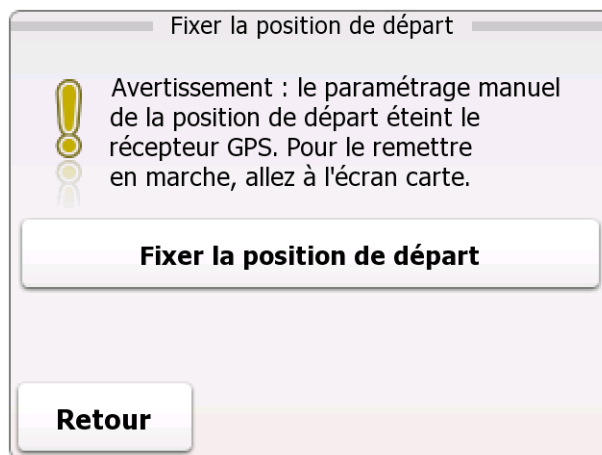 Fixer la position de départ
Avertissement : le paramétrage manuel
de la position de départ éteint le
récepteur GPS. Pour le remettre
en marche, allez à l'écran carte.
Fixer la position de départ
Retour